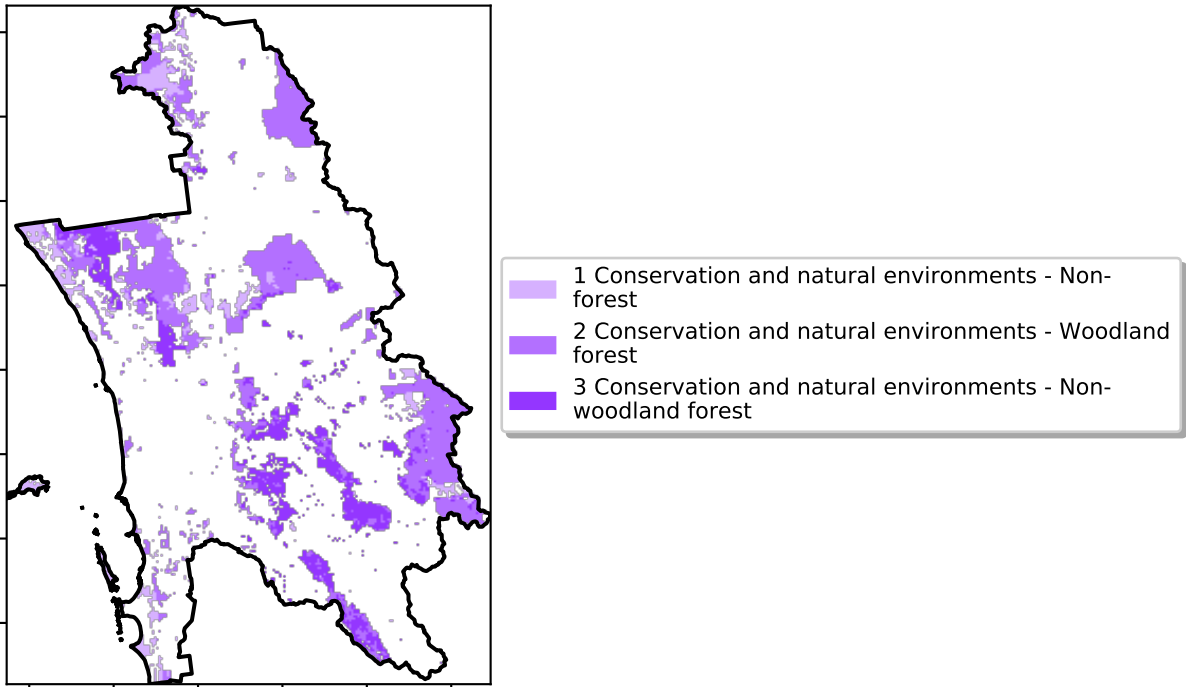 1 Conservation and natural environments - Non-
forest
2 Conservation and natural environments - Woodland
forest
3 Conservation and natural environments - Non-
woodland forest